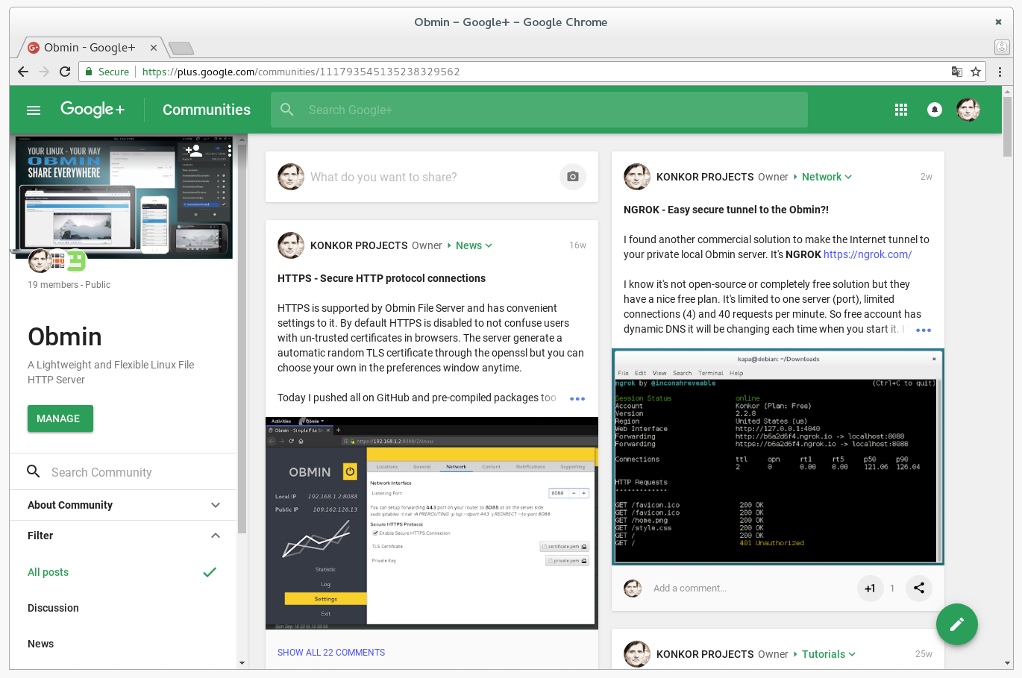 Obmin – Google+ – Google Chrome
Obmin - Google+
Secure
https://plus.google.com/communities/111793545135238329562
Google+
Communities
Search Google+
YOUR LINUX - YOUR WAY
OBMIN
SHARE EVERYWHERE
19 members - Public
Obmin
A Lightweight and Flexible Linux File
HTTP Server
MANAGE
Search Community
About Community
Filter
All posts
Discussion
News
What do you want to share?
KONKOR PROJECTS Owner News
16w
HTTPS - Secure HTTP protocol connections
HTTPS is supported by Obmin File Server and has convenient
settings to it. By default HTTPS is disabled to not confuse users
with un-trusted certificates in browsers. The server generate a
automatic random TLS certificate through the openssl but you can
choose your own in the preferences window anytime.
Today I pushed all on GitHub and pre-compiled packages too
Activities
OBMIN
Local IP 192.168.1.2:8088
Public IP 109.162.126.13
Statistic
Log
Settings
Exit
Locations General Network Content Notifications Supporting
Network Interface
Listening Port
8088
Secure HTTPS Protocol
Enable Secure HTTPS Connection
TLS Certificate
certificate.pem
Private Key
private.pem
SHOW ALL 22 COMMENTS
KONKOR PROJECTS Owner Network
2w
NGROK - Easy secure tunnel to the Obmin?!
I found another commercial solution to make the Internet tunnel to
your private local Obmin server. It's NGROK https://ngrok.com/
I know it's not open-source or completely free solution but they
have a nice free plan. It's limited to one server (port), limited
connections (4) and 40 requests per minute. So free account has
dynamic DNS it will be changing each time when you start it.
kapa@debian: ~/Downloads
File Edit View Search Terminal Help
ngrok by @inconshreveable (Ctrl+C to quit)
Session Status online
Account Konkor (Plan: Free)
Version 2.2.8
Region United States (us)
Web Interface http://127.0.0.1:4040
Forwarding http://b6a2d6f4.ngrok.io -> localhost:8088
Forwarding https://b6a2d6f4.ngrok.io -> localhost:8088
Connections ttl opn rt1 rt5 p50 p90
2 0 0.00 0.00 121.06 126.04
HTTP Requests
-------------
GET /favicon.ico 200 OK
GET /favicon.ico 200 OK
GET /home.png 200 OK
GET /style.css 200 OK
GET / 200 OK
GET / 401 Unauthorized
Add a comment...
+1
1
KONKOR PROJECTS Owner Tutorials
25w